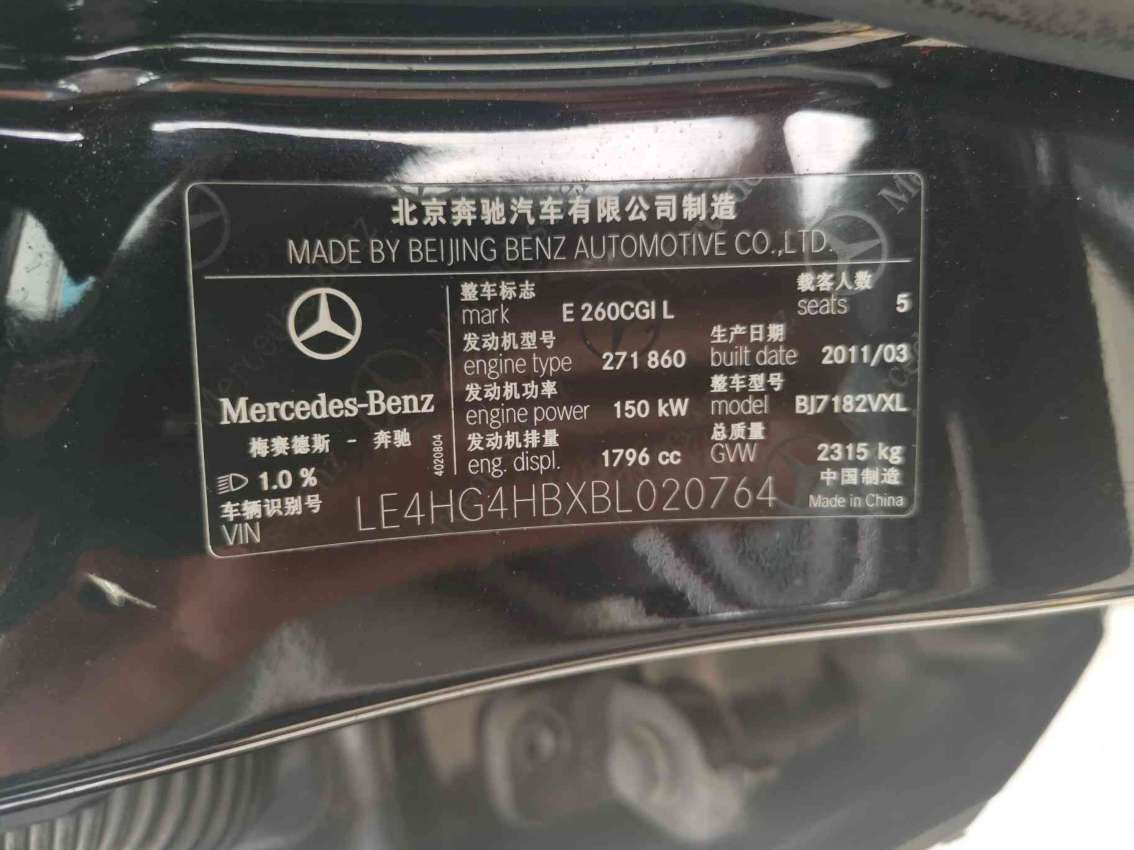 北京奔驰汽车有限公司制造
MADE BY BEIJING BENZ AUTOMOTIVE CO.,LTD.
整车标志 载客人数
mark E 260CGI L seats 5
发动机型号 生产日期
engine type 271 860 built date 2011/03
发动机功率 整车型号
engine power 150 kW model BJ7182VXL
发动机排量 总质量
eng. displ. 1796 cc GVW 2315 kg
Mercedes-Benz
梅赛德斯 - 奔驰
4020804
1.0 %
车辆识别号
VIN LE4HG4HBXBL020764
中国制造
Made in China